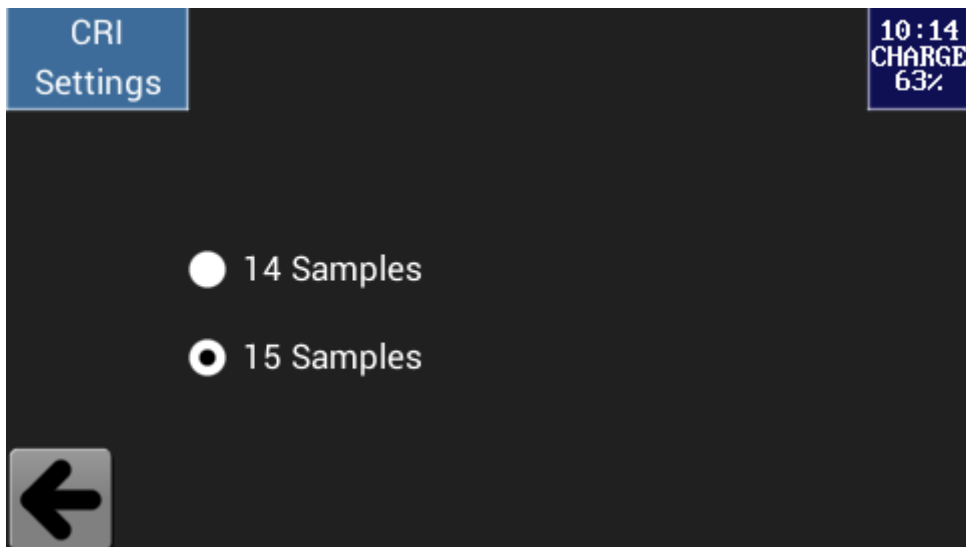 CRI
Settings
10:14
CHARGE
63%
14 Samples
15 Samples